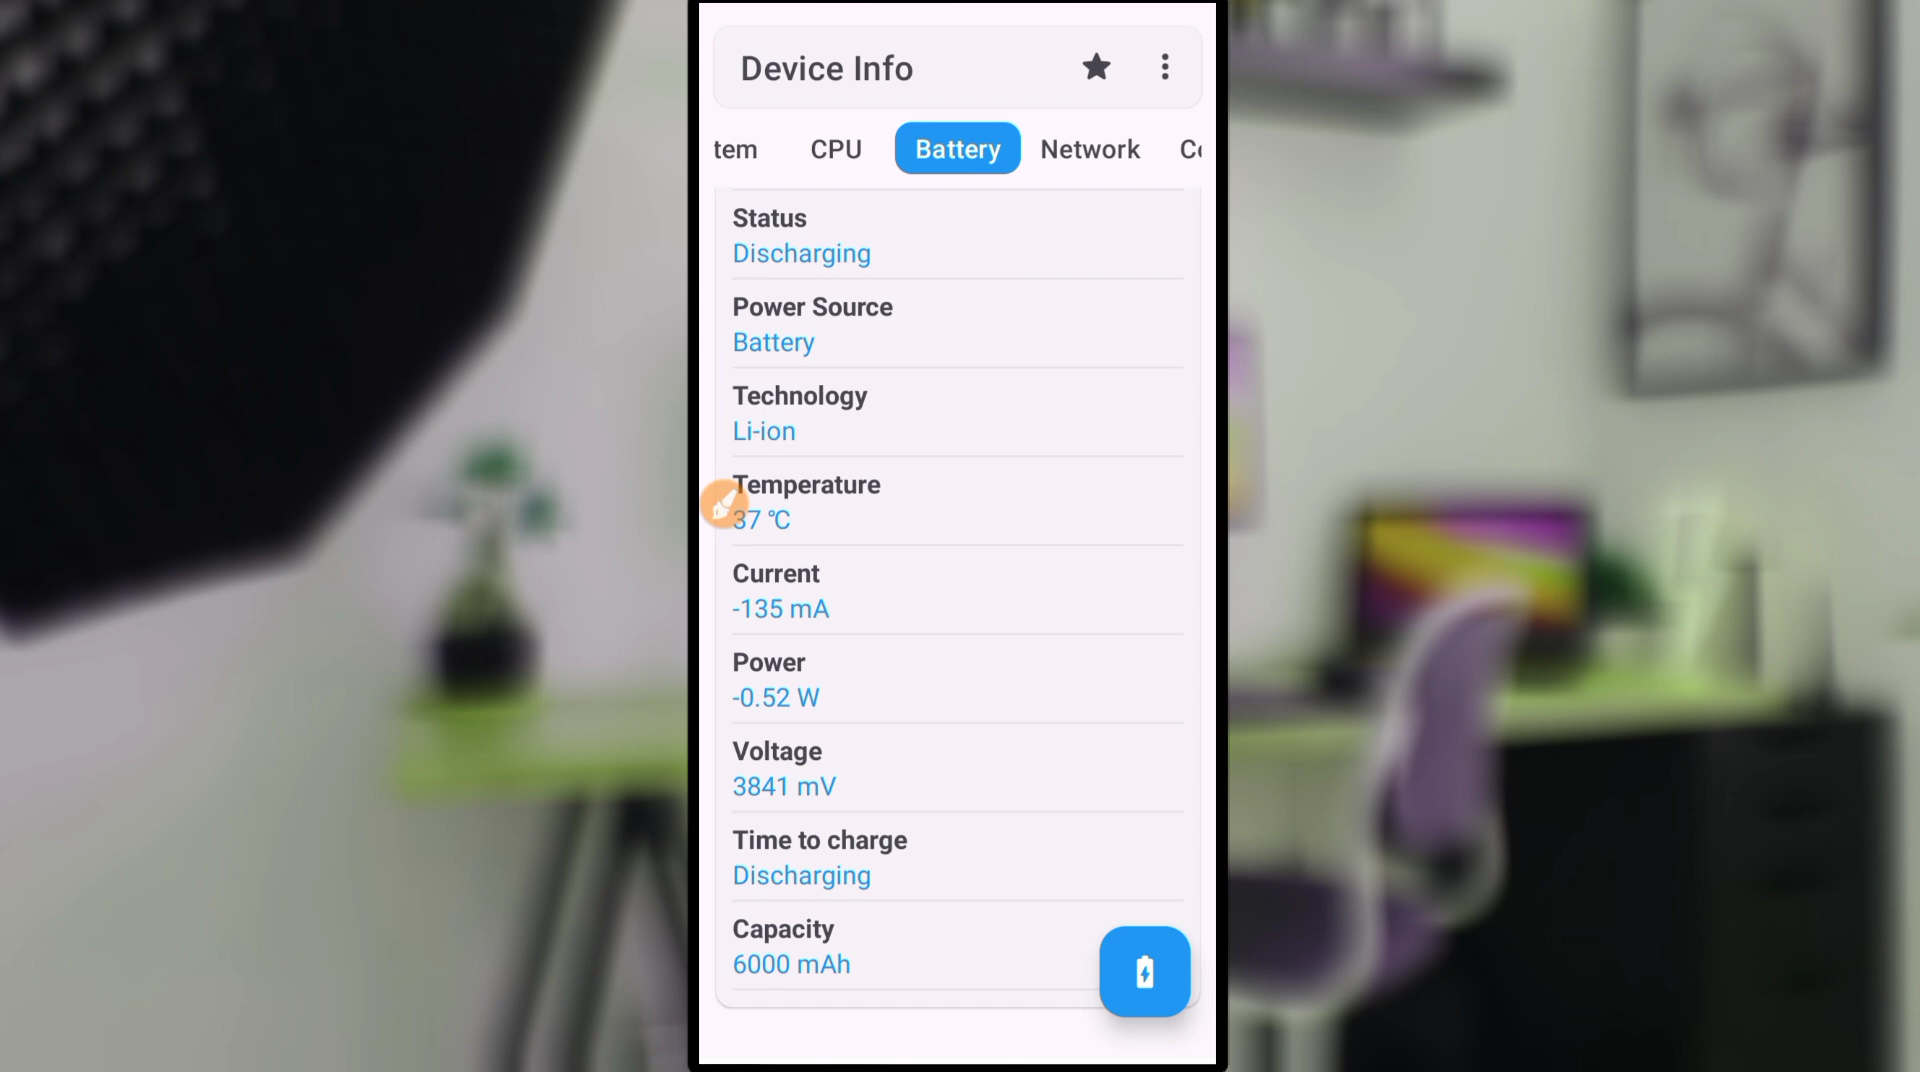 Device Info
tem CPU Battery Network
Status
Discharging
Power Source
Battery
Technology
Li-ion
Temperature
37 °C
Current
-135 mA
Power
-0.52 W
Voltage
3841 mV
Time to charge
Discharging
Capacity
6000 mAh